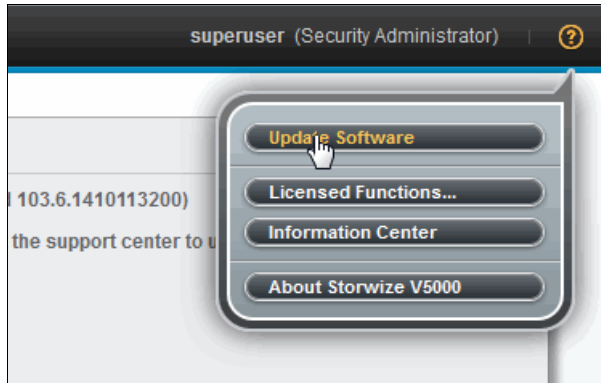 superuser (Security Administrator) | ?
Update Software
103.6.1410113200)
Licensed Functions...
the support center to u
Information Center
About Storwize V5000